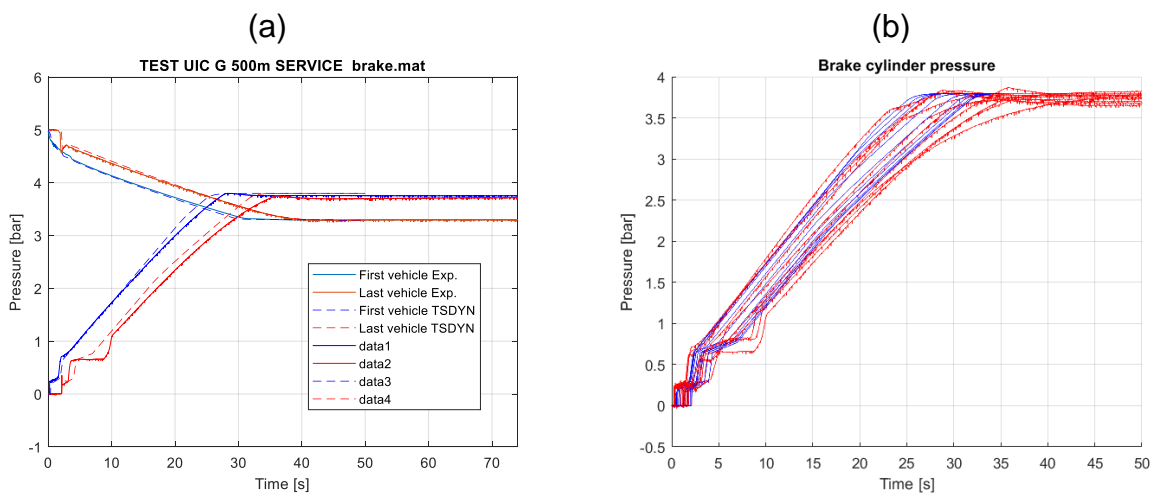 (a)
TEST UIC G 500m SERVICE  brake.mat
6
5
4
3
2
1
0
-1
Pressure [bar]
First vehicle Exp.
Last vehicle Exp.
First vehicle TSDYN
Last vehicle TSDYN
data1
data2
data3
data4
0 10 20 30 40 50 60 70
Time [s]
(b)
Brake cylinder pressure
4
3.5
3
2.5
2
1.5
1
0.5
0
-0.5
Pressure [bar]
0 5 10 15 20 25 30 35 40 45 50
Time [s]